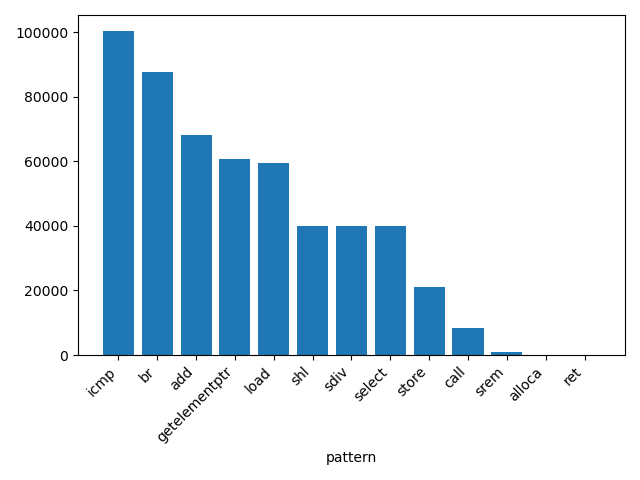 100000
80000
60000
40000
20000
0
icmp
br
add
getelementptr
load
shl
sdiv
select
store
call
srem
alloca
ret
pattern